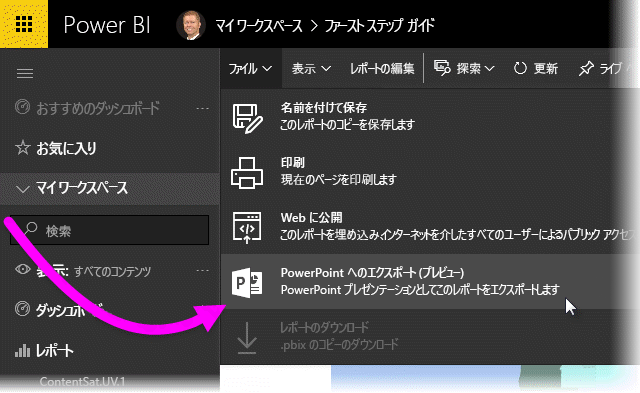 Power BI
マイ ワークスペース > ファースト ステップ ガイド
ファイル 表示 レポートの編集 探索 更新 ライブ
おすすめのダッシュボード ...
お気に入り
マイ ワークスペース
検索
表示: すべてのコンテンツ
ダッシュボード
レポート
ContentSat.UV.1
名前を付けて保存
このレポートのコピーを保存します
印刷
現在のページを印刷します
Web に公開
このレポートを埋め込みインターネットを介したすべてのユーザーによるパブリック アクセス
PowerPoint へのエクスポート (プレビュー)
PowerPoint プレゼンテーションとしてこのレポートをエクスポートします
レポートのダウンロード
.pbix のコピーのダウンロード